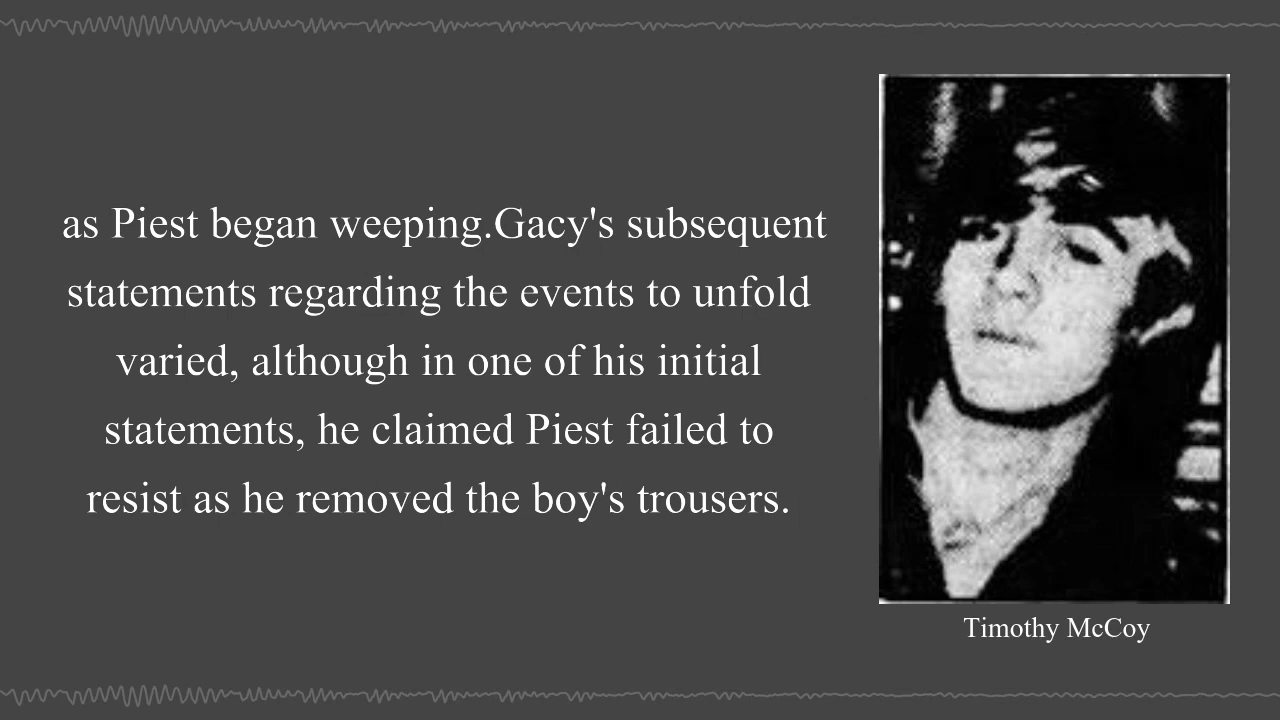 as Piest began weeping.Gacy's subsequent
statements regarding the events to unfold
varied, although in one of his initial
statements, he claimed Piest failed to
resist as he removed the boy's trousers.
Timothy McCoy